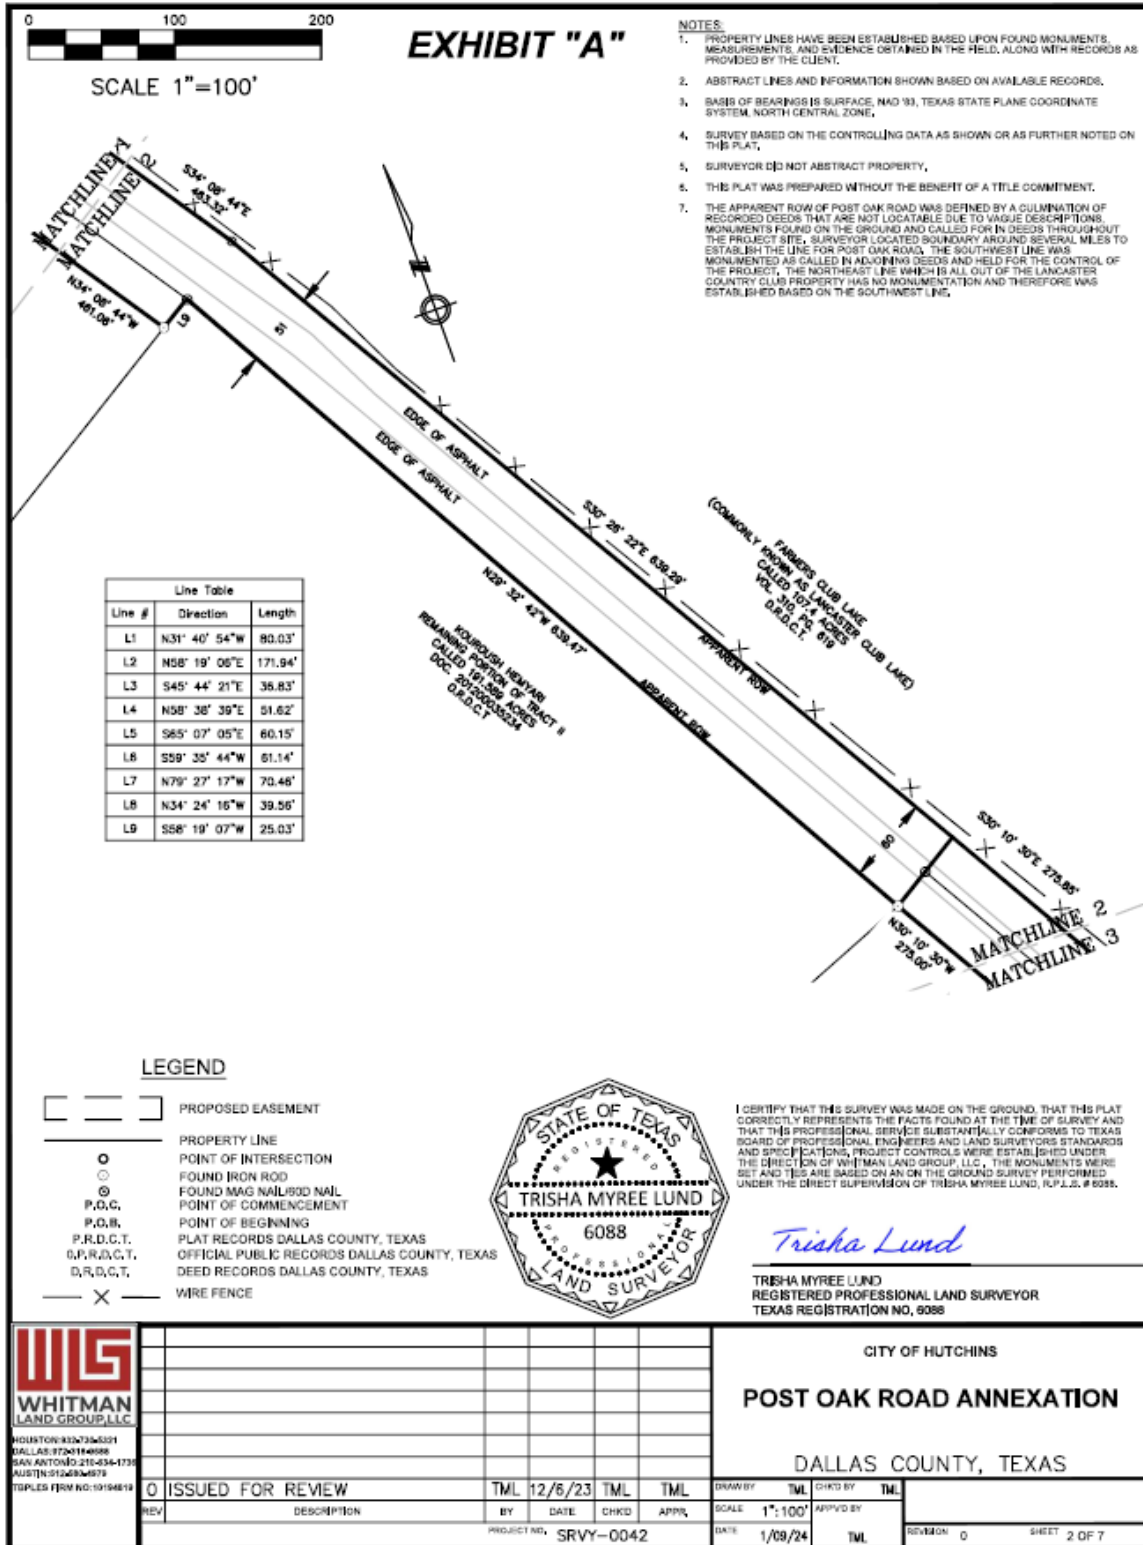 0 100 200
SCALE 1"=100'
EXHIBIT "A"
NOTES:
1. PROPERTY LINES HAVE BEEN ESTABLISHED BASED UPON FOUND MONUMENTS,
MEASUREMENTS, AND EVIDENCE OBTAINED IN THE FIELD, ALONG WITH RECORDS AS
PROVIDED BY THE CLIENT.
2. ABSTRACT LINES AND INFORMATION SHOWN BASED ON AVAILABLE RECORDS.
3. BASIS OF BEARINGS IS SURFACE, NAD '83, TEXAS STATE PLANE COORDINATE
SYSTEM, NORTH CENTRAL ZONE.
4. SURVEY BASED ON THE CONTROLLING DATA AS SHOWN OR AS FURTHER NOTED ON
THIS PLAT.
5. SURVEYOR DID NOT ABSTRACT PROPERTY.
6. THIS PLAT WAS PREPARED WITHOUT THE BENEFIT OF A TITLE COMMITMENT.
7. THE APPARENT ROW OF POST OAK ROAD WAS DEFINED BY A CULMINATION OF
RECORDED DEEDS THAT ARE NOT LOCATABLE DUE TO VAGUE DESCRIPTIONS.
MONUMENTS FOUND ON THE GROUND AND CALLED FOR IN DEEDS THROUGHOUT
THE PROJECT SITE. SURVEYOR LOCATED BOUNDARY AROUND SEVERAL MILES TO
ESTABLISH THE LINE FOR POST OAK ROAD. THE SOUTHWEST LINE WAS
MONUMENTED AS CALLED IN ADJOINING DEEDS AND HELD FOR THE CONTROL OF
THE PROJECT. THE NORTHEAST LINE WHICH IS ALL OUT OF THE LANCASTER
COUNTRY CLUB PROPERTY HAS NO MONUMENTATION AND THEREFORE WAS
ESTABLISHED BASED ON THE SOUTHWEST LINE.
MATCHLINE 1
MATCHLINE 2
S34° 06' 44"E
463.32'
N34° 06' 44"W
461.06'
L9
51
N
EDGE OF ASPHALT
EDGE OF ASPHALT
S30° 26' 22"E 639.29'
N29° 32' 42"W 639.47'
FARMERS CLUB LAKE
(COMMONLY KNOWN AS LANCASTER CLUB LAKE)
CALLED 107.4 ACRES
VOL. 310, PG. 619
D.R.D.C.T.
KOUROUSH HEMYARI
REMAINING PORTION OF TRACT II
CALLED 191.589 ACRES
DOC. 201200035234
O.R.D.C.T
APPARENT ROW
APPARENT ROW
60
S30° 10' 30"E 275.85'
N30° 10' 30"W
275.00'
MATCHLINE 2
MATCHLINE 3
Line Table
Line # Direction Length
L1 N31° 40' 54"W 80.03'
L2 N58° 19' 06"E 171.94'
L3 S45° 44' 21"E 36.83'
L4 N58° 38' 39"E 51.62'
L5 S65° 07' 05"E 60.15'
L6 S59° 35' 44"W 61.14'
L7 N79° 27' 17"W 70.46'
L8 N34° 24' 16"W 39.56'
L9 S58° 19' 07"W 25.03'
LEGEND
PROPOSED EASEMENT
PROPERTY LINE
POINT OF INTERSECTION
FOUND IRON ROD
FOUND MAG NAIL/60D NAIL
P.O.C. POINT OF COMMENCEMENT
P.O.B. POINT OF BEGINNING
P.R.D.C.T. PLAT RECORDS DALLAS COUNTY, TEXAS
O.P.R.D.C.T. OFFICIAL PUBLIC RECORDS DALLAS COUNTY, TEXAS
D.R.D.C.T. DEED RECORDS DALLAS COUNTY, TEXAS
WIRE FENCE
STATE OF TEXAS
REGISTERED
TRISHA MYREE LUND
6088
PROFESSIONAL
LAND SURVEYOR
I CERTIFY THAT THIS SURVEY WAS MADE ON THE GROUND, THAT THIS PLAT
CORRECTLY REPRESENTS THE FACTS FOUND AT THE TIME OF SURVEY AND
THAT THIS PROFESSIONAL SERVICE SUBSTANTIALLY CONFORMS TO TEXAS
BOARD OF PROFESSIONAL ENGINEERS AND LAND SURVEYORS STANDARDS
AND SPECIFICATIONS, PROJECT CONTROLS WERE ESTABLISHED UNDER
THE DIRECTION OF WHITMAN LAND GROUP, LLC., THE MONUMENTS WERE
SET AND TIES ARE BASED ON AN ON THE GROUND SURVEY PERFORMED
UNDER THE DIRECT SUPERVISION OF TRISHA MYREE LUND, R.P.L.S. # 6088.
Trisha Lund
TRISHA MYREE LUND
REGISTERED PROFESSIONAL LAND SURVEYOR
TEXAS REGISTRATION NO. 6088
WLS
WHITMAN
LAND GROUP,LLC
HOUSTON:
DALLAS:
SAN ANTONIO:
AUSTIN:
TBPLES FIRM NO:10194619
0 ISSUED FOR REVIEW TML 12/6/23 TML TML
REV DESCRIPTION BY DATE CHK'D APPR.
PROJECT NO. SRVY-0042
CITY OF HUTCHINS
POST OAK ROAD ANNEXATION
DALLAS COUNTY, TEXAS
DRAW BY TML CHK'D BY TML
SCALE 1":100' APPV'D BY
DATE 1/09/24 TML
REVISION 0 SHEET 2 OF 7